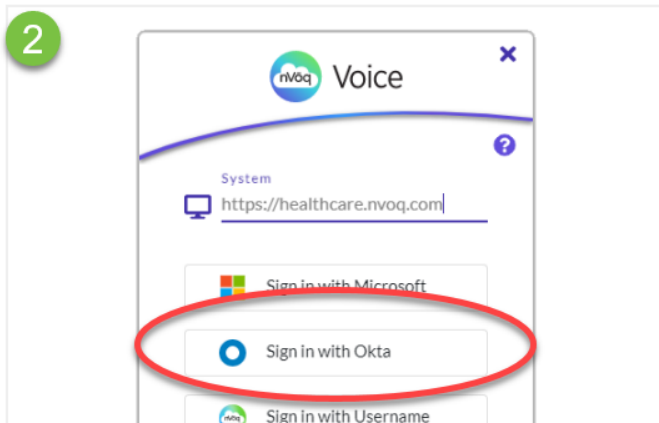 2
nVoq Voice
System
https://healthcare.nvoq.com
Sign in with Microsoft
Sign in with Okta
nVoq Sign in with Username